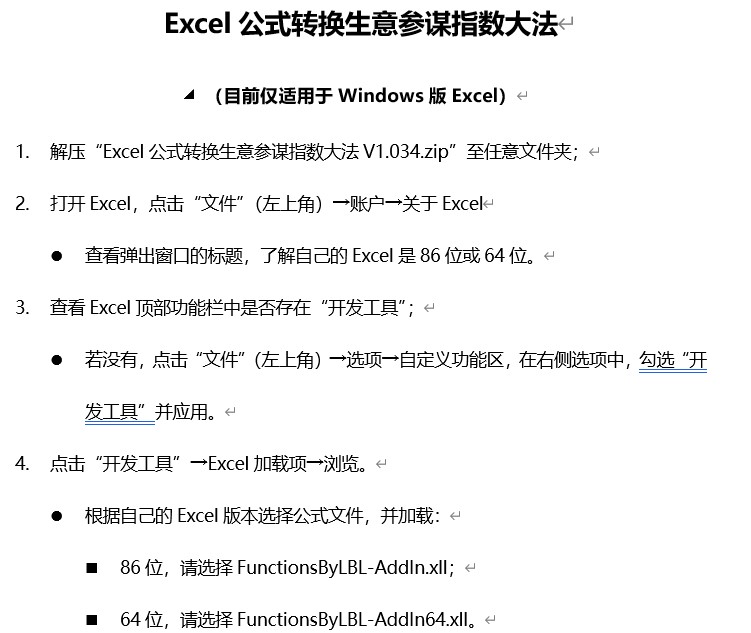 Excel 公式转换生意参谋指数大法
（目前仅适用于 Windows 版 Excel）
1. 解压“Excel 公式转换生意参谋指数大法 V1.034.zip”至任意文件夹；
2. 打开 Excel，点击“文件”（左上角）→账户→关于 Excel
● 查看弹出窗口的标题，了解自己的 Excel 是 86 位或 64 位。
3. 查看 Excel 顶部功能栏中是否存在“开发工具”；
● 若没有，点击“文件”（左上角）→选项→自定义功能区，在右侧选项中，勾选“开
发工具”并应用。
4. 点击“开发工具”→Excel 加载项→浏览。
● 根据自己的 Excel 版本选择公式文件，并加载：
■ 86 位，请选择 FunctionsByLBL-AddIn.xll；
■ 64 位，请选择 FunctionsByLBL-AddIn64.xll。